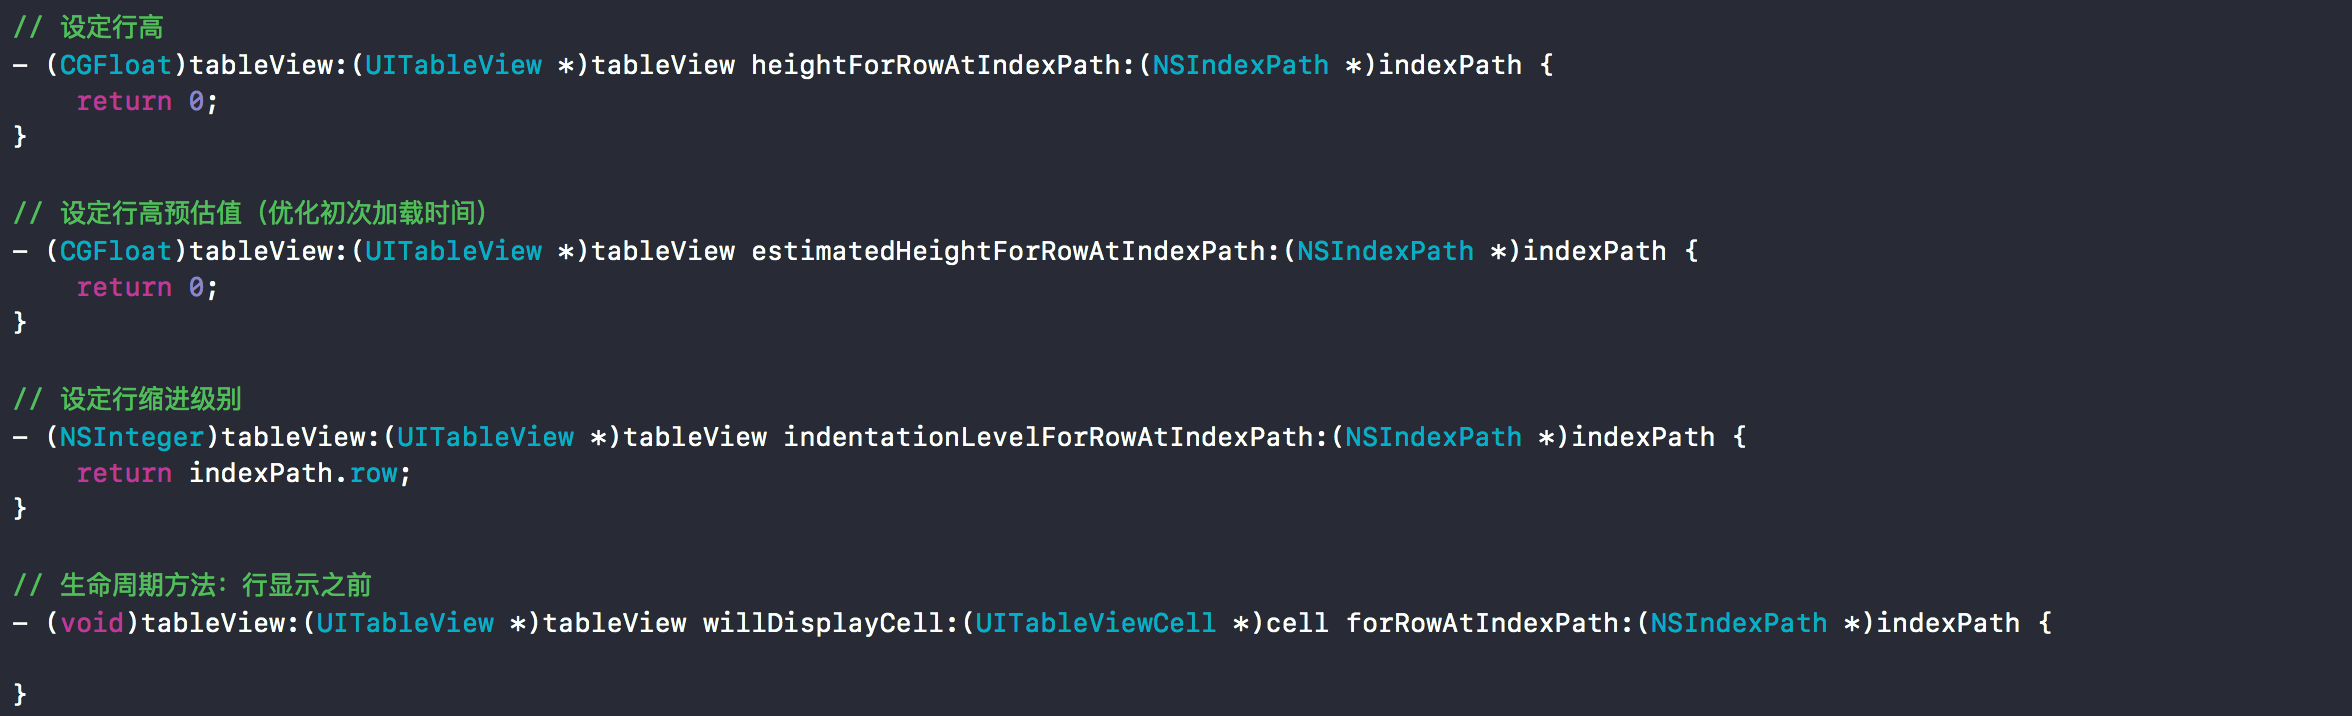 // 设定行高
- (CGFloat)tableView:(UITableView *)tableView heightForRowAtIndexPath:(NSIndexPath *)indexPath {
    return 0;
}
// 设定行高预估值（优化初次加载时间）
- (CGFloat)tableView:(UITableView *)tableView estimatedHeightForRowAtIndexPath:(NSIndexPath *)indexPath {
    return 0;
}
// 设定行缩进级别
- (NSInteger)tableView:(UITableView *)tableView indentationLevelForRowAtIndexPath:(NSIndexPath *)indexPath {
    return indexPath.row;
}
// 生命周期方法：行显示之前
- (void)tableView:(UITableView *)tableView willDisplayCell:(UITableViewCell *)cell forRowAtIndexPath:(NSIndexPath *)indexPath {
}